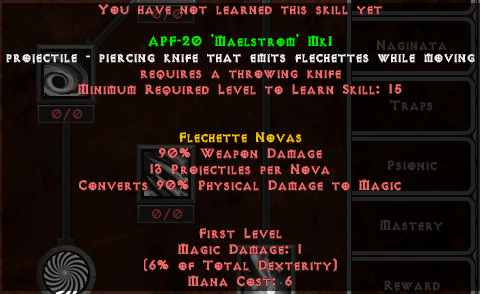 You have not learned this skill yet
APF-20 'Maelstrom' Mk1
projectile - piercing knife that emits flechettes while moving
requires a throwing knife
Minimum Required Level to Learn Skill: 15
Flechette Novas
90% Weapon Damage
13 Projectiles per Nova
Converts 90% Physical Damage to Magic
First Level
Magic Damage: 1
(6% of Total Dexterity)
Mana Cost: 6
0/0
0/0
Naginata
Traps
Psionic
Mastery
Reward